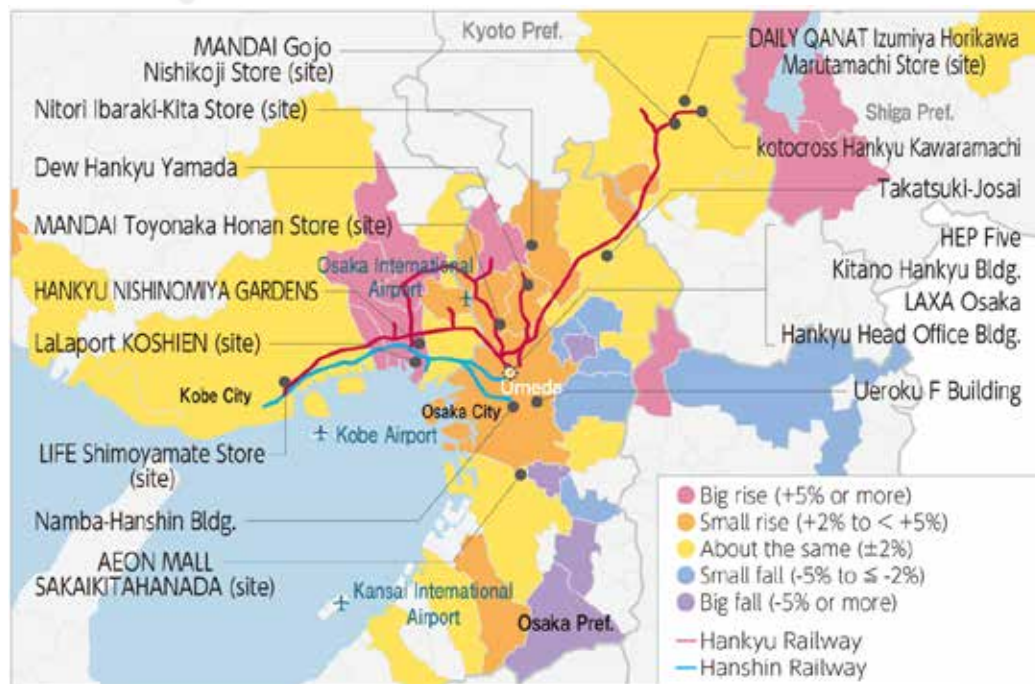 Kyoto Pref.
MANDAI Gojo
Nishikoji Store (site)
DAILY QANAT Izumiya Horikawa
Marutamachi Store (site)
Nitori Ibaraki-Kita Store (site)
Shiga Pref.
kotocross Hankyu Kawaramachi
Dew Hankyu Yamada
Takatsuki-Josai
MANDAI Toyonaka Honan Store (site)
Osaka International
Airport
HEP Five
Kitano Hankyu Bldg.
LAXA Osaka
Hankyu Head Office Bldg.
HANKYU NISHINOMIYA GARDENS
LaLaport KOSHIEN (site)
Umeda
Ueroku F Building
Kobe City
Osaka City
Kobe Airport
LIFE Shimoyamate Store
(site)
Namba-Hanshin Bldg.
AEON MALL
SAKAIKITAHANADA (site)
Kansai International
Airport
Osaka Pref.
Big rise (+5% or more)
Small rise (+2% to < +5%)
About the same (±2%)
Small fall (-5% to ≦ -2%)
Big fall (-5% or more)
Hankyu Railway
Hanshin Railway